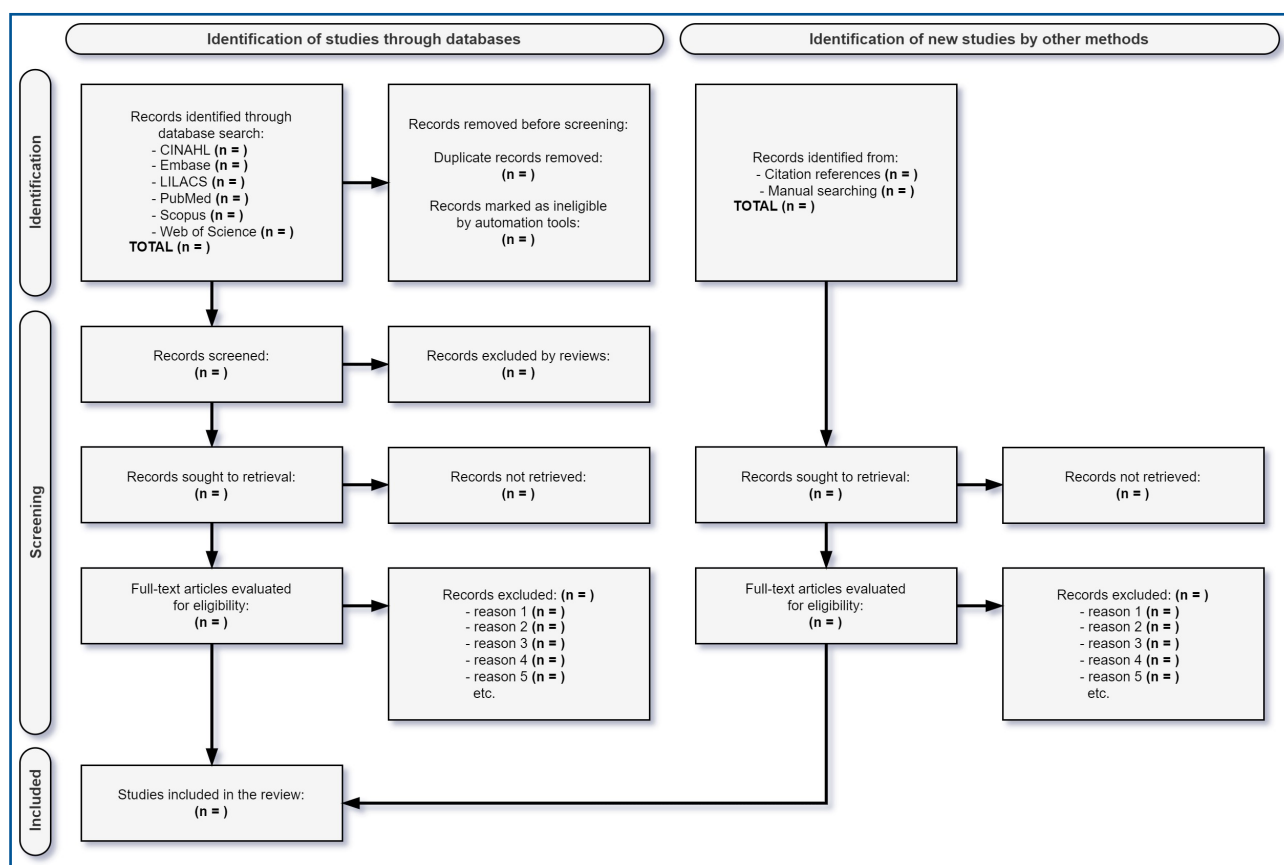 Identification of studies through databases
Identification of new studies by other methods
Identification
Records identified through
database search:
- CINAHL (n = )
- Embase (n = )
- LILACS (n = )
- PubMed (n = )
- Scopus (n = )
- Web of Science (n = )
TOTAL (n = )
Records removed before screening:
Duplicate records removed:
(n = )
Records marked as ineligible
by automation tools:
(n = )
Records identified from:
- Citation references (n = )
- Manual searching (n = )
TOTAL (n = )
Screening
Records screened:
(n = )
Records excluded by reviews:
(n = )
Records sought to retrieval:
(n = )
Records not retrieved:
(n = )
Records sought to retrieval:
(n = )
Records not retrieved:
(n = )
Full-text articles evaluated
for eligibility:
(n = )
Records excluded: (n = )
- reason 1 (n = )
- reason 2 (n = )
- reason 3 (n = )
- reason 4 (n = )
- reason 5 (n = )
etc.
Full-text articles evaluated
for eligibility:
(n = )
Records excluded: (n = )
- reason 1 (n = )
- reason 2 (n = )
- reason 3 (n = )
- reason 4 (n = )
- reason 5 (n = )
etc.
Included
Studies included in the review:
(n = )